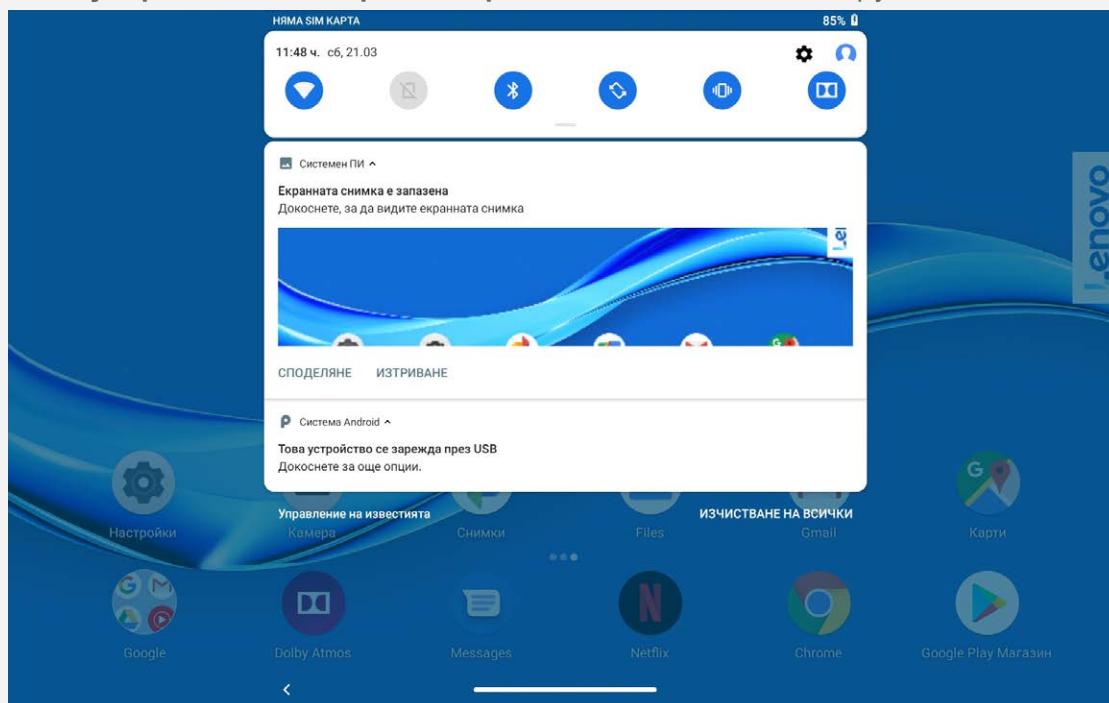 НЯМА SIM КАРТА 85%
11:48 ч. сб, 21.03
Системен ПИ
Екранната снимка е запазена
Докоснете, за да видите екранната снимка
СПОДЕЛЯНЕ ИЗТРИВАНЕ
Система Android
Това устройство се зарежда през USB
Докоснете за още опции.
Управление на известията ИЗЧИСТВАНЕ НА ВСИЧКИ
Настройки Камера Снимки Files Gmail Карти
Google Dolby Atmos Messages Netflix Chrome Google Play Магазин
Lenovo